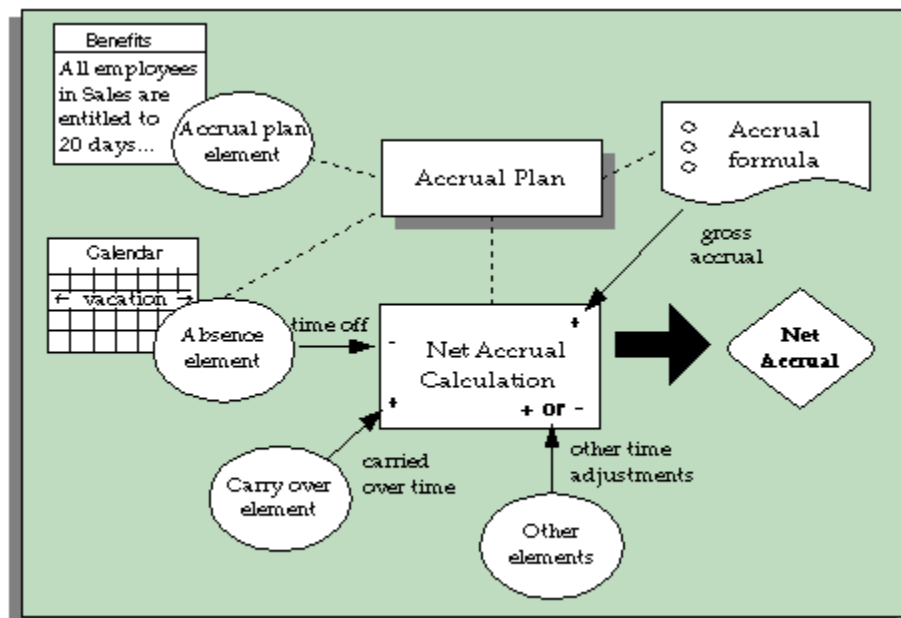 Benefits
All employees
in Sales are
entitled to
20 days...
Accrual plan
element
Accrual Plan
Accrual
formula
gross
accrual
Calendar
← vacation →
Absence
element
time off
-
+
Net Accrual
Calculation
+
+ or -
Net
Accrual
carried
over time
Carry over
element
other time
adjustments
Other
elements